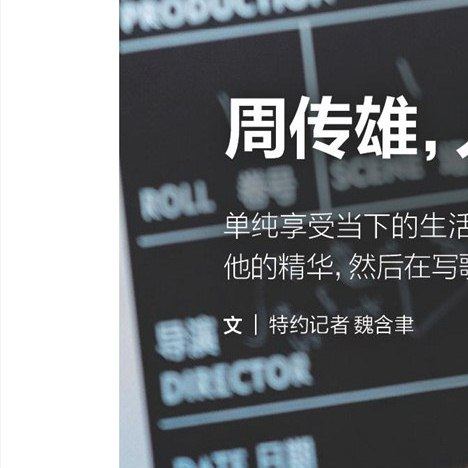 PRODUCTION
周传雄，
ROLL 卷号
SCENE
单纯享受当下的生活
他的精华，然后在写歌
文 | 特约记者 魏含聿
导演
DIRECTOR
DATE 日期